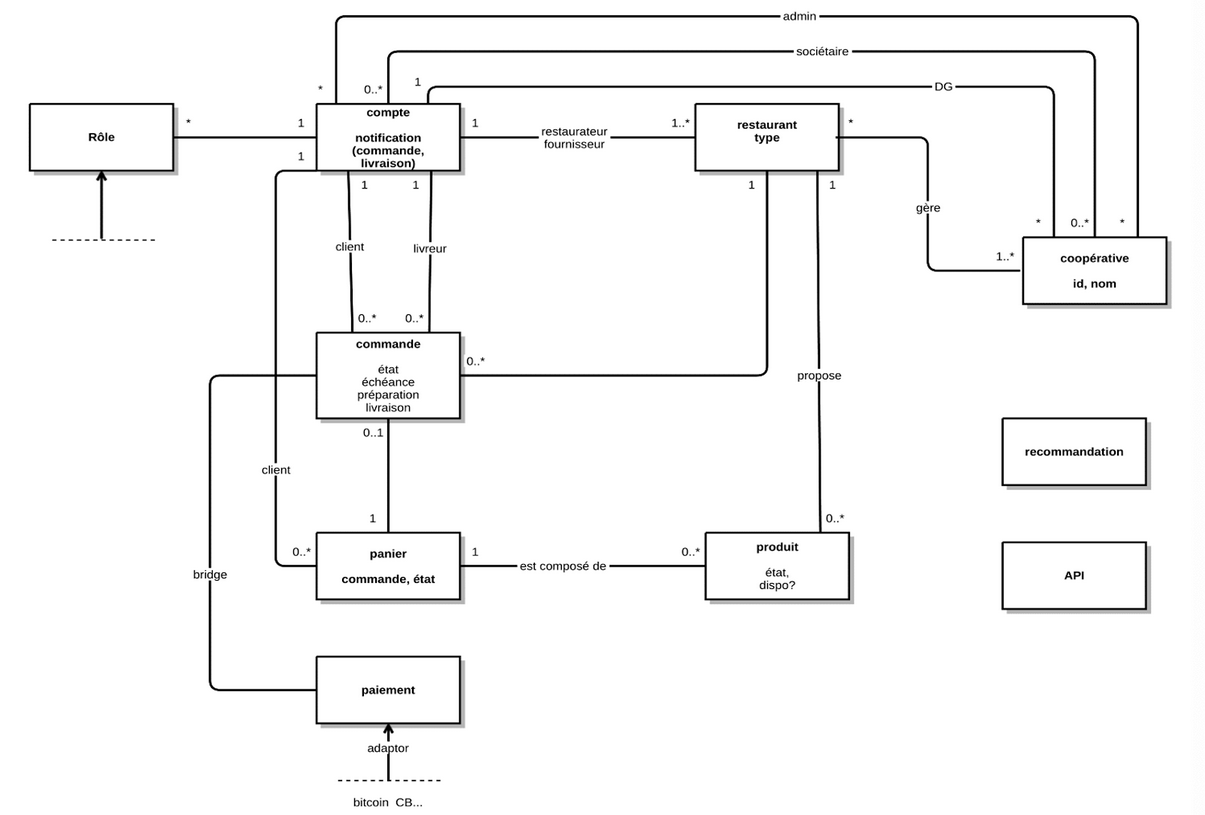 admin
sociétaire
DG
* 0..* 1
Rôle
* 1
1
compte
notification
(commande,
livraison)
1
restaurateur
fournisseur
1..*
restaurant
type
*
gère
1 1
client livreur
0..* 0..*
1 1
* 0..* *
1..*
coopérative
id, nom
commande
état
échéance
préparation
livraison
0..*
propose
0..1
client
recommandation
1
0..*
panier
commande, état
1
est composé de
0..*
0..*
produit
état,
dispo?
API
bridge
paiement
adaptor
bitcoin CB...